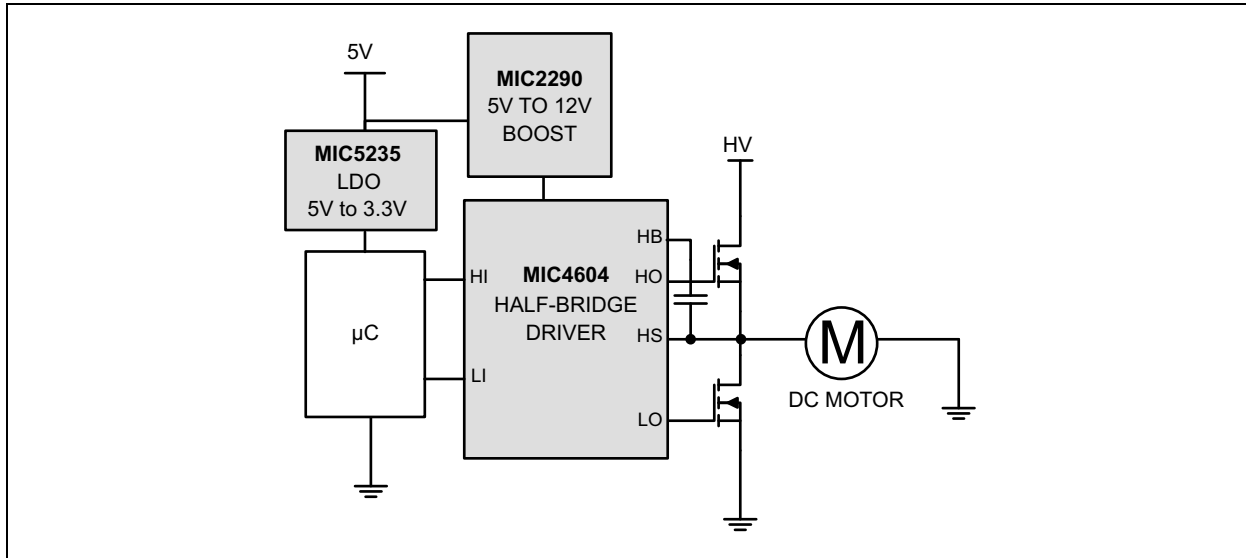 5V
MIC2290
5V TO 12V
BOOST
MIC5235
LDO
5V to 3.3V
HV
µC
HI
LI
MIC4604
HALF-BRIDGE
DRIVER
HB
HO
HS
LO
M
DC MOTOR